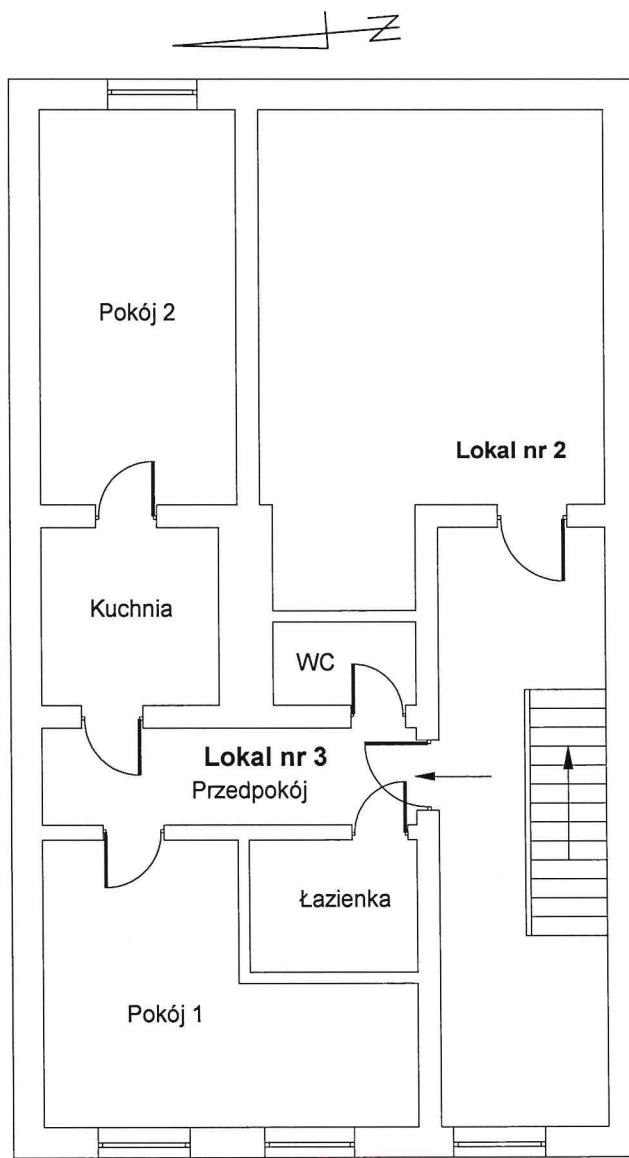 N
Pokój 2
Lokal nr 2
Kuchnia
WC
Lokal nr 3
Przedpokój
Łazienka
Pokój 1